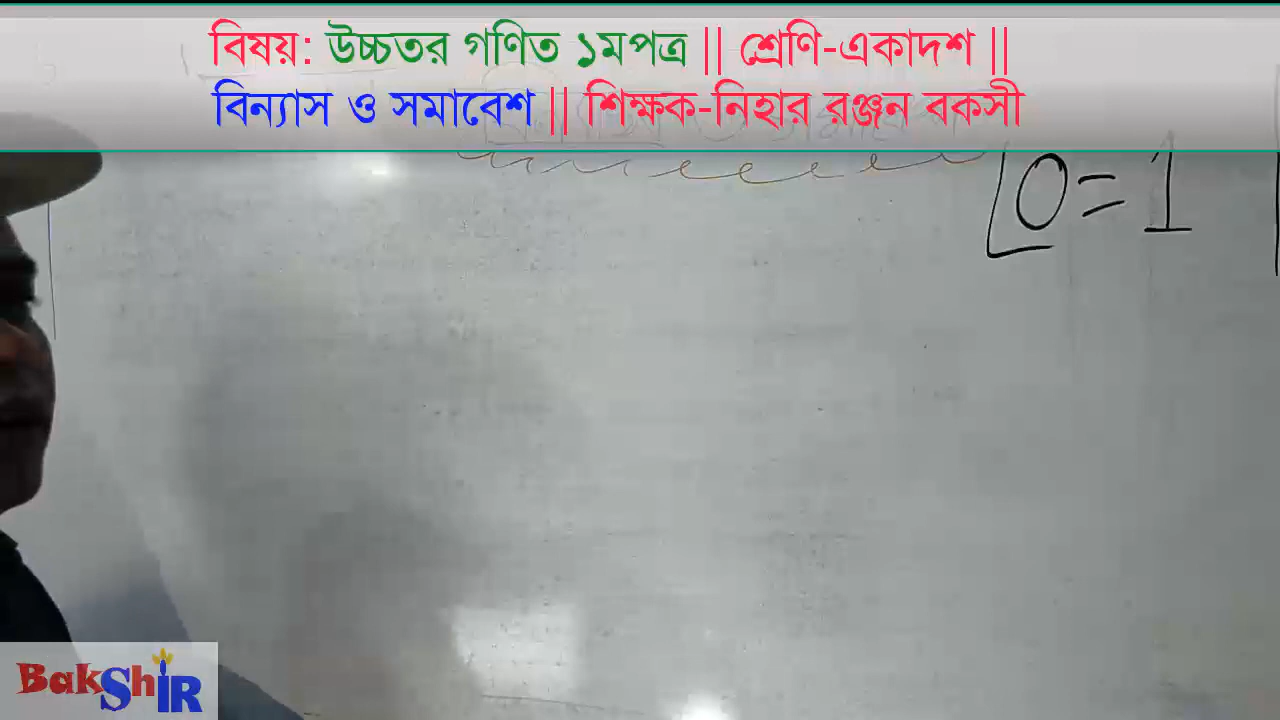 বিষয়: উচ্চতর গণিত ১মপত্র || শ্রেণি-একাদশ ||
বিন্যাস ও সমাবেশ || শিক্ষক-নিহার রঞ্জন বকসী
⌊0 = 1
BakShIR